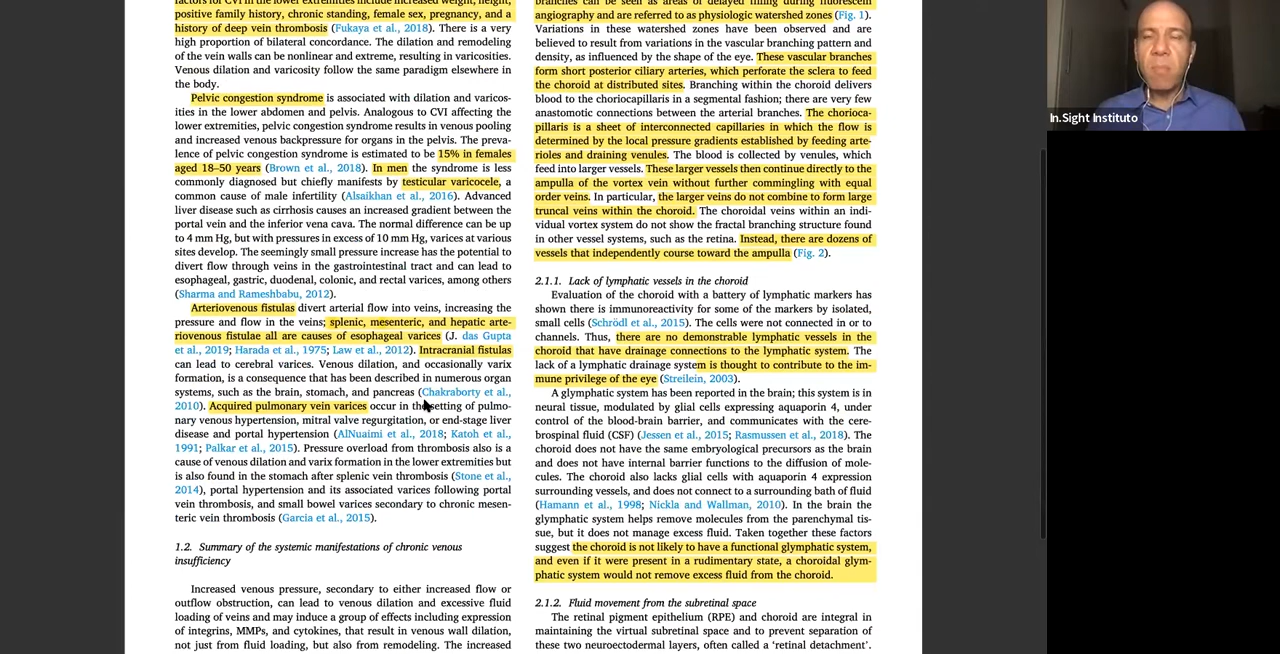 factors for CVI in the lower extremities include increased weight, height,
positive family history, chronic standing, female sex, pregnancy, and a
history of deep vein thrombosis (Fukaya et al., 2018). There is a very
high proportion of bilateral concordance. The dilation and remodeling
of the vein walls can be nonlinear and extreme, resulting in varicosities.
Venous dilation and varicosity follow the same paradigm elsewhere in
the body.
Pelvic congestion syndrome is associated with dilation and varicos-
ities in the lower abdomen and pelvis. Analogous to CVI affecting the
lower extremities, pelvic congestion syndrome results in venous pooling
and increased venous backpressure for organs in the pelvis. The preva-
lence of pelvic congestion syndrome is estimated to be 15% in females
aged 18–50 years (Brown et al., 2018). In men the syndrome is less
commonly diagnosed but chiefly manifests by testicular varicocele, a
common cause of male infertility (Alsaikhan et al., 2016). Advanced
liver disease such as cirrhosis causes an increased gradient between the
portal vein and the inferior vena cava. The normal difference can be up
to 4 mm Hg, but with pressures in excess of 10 mm Hg, varices at various
sites develop. The seemingly small pressure increase has the potential to
divert flow through veins in the gastrointestinal tract and can lead to
esophageal, gastric, duodenal, colonic, and rectal varices, among others
(Sharma and Rameshbabu, 2012).
Arteriovenous fistulas divert arterial flow into veins, increasing the
pressure and flow in the veins; splenic, mesenteric, and hepatic arte-
riovenous fistulae all are causes of esophageal varices (J. das Gupta
et al., 2019; Harada et al., 1975; Law et al., 2012). Intracranial fistulas
can lead to cerebral varices. Venous dilation, and occasionally varix
formation, is a consequence that has been described in numerous organ
systems, such as the brain, stomach, and pancreas (Chakraborty et al.,
2010). Acquired pulmonary vein varices occur in the setting of pulmo-
nary venous hypertension, mitral valve regurgitation, or end-stage liver
disease and portal hypertension (AlNuaimi et al., 2018; Katoh et al.,
1991; Palkar et al., 2015). Pressure overload from thrombosis also is a
cause of venous dilation and varix formation in the lower extremities but
is also found in the stomach after splenic vein thrombosis (Stone et al.,
2014), portal hypertension and its associated varices following portal
vein thrombosis, and small bowel varices secondary to chronic mesen-
teric vein thrombosis (Garcia et al., 2015).
1.2. Summary of the systemic manifestations of chronic venous
insufficiency
Increased venous pressure, secondary to either increased flow or
outflow obstruction, can lead to venous dilation and excessive fluid
loading of veins and may induce a group of effects including expression
of integrins, MMPs, and cytokines, that result in venous wall dilation,
not just from fluid loading, but also from remodeling. The increased
branches can be seen as areas of delayed filling during fluorescein
angiography and are referred to as physiologic watershed zones (Fig. 1).
Variations in these watershed zones have been observed and are
believed to result from variations in the vascular branching pattern and
density, as influenced by the shape of the eye. These vascular branches
form short posterior ciliary arteries, which perforate the sclera to feed
the choroid at distributed sites. Branching within the choroid delivers
blood to the choriocapillaris in a segmental fashion; there are very few
anastomotic connections between the arterial branches. The chorioca-
pillaris is a sheet of interconnected capillaries in which the flow is
determined by the local pressure gradients established by feeding arte-
rioles and draining venules. The blood is collected by venules, which
feed into larger vessels. These larger vessels then continue directly to the
ampulla of the vortex vein without further commingling with equal
order veins. In particular, the larger veins do not combine to form large
truncal veins within the choroid. The choroidal veins within an indi-
vidual vortex system do not show the fractal branching structure found
in other vessel systems, such as the retina. Instead, there are dozens of
vessels that independently course toward the ampulla (Fig. 2).
2.1.1. Lack of lymphatic vessels in the choroid
Evaluation of the choroid with a battery of lymphatic markers has
shown there is immunoreactivity for some of the markers by isolated,
small cells (Schrödl et al., 2015). The cells were not connected in or to
channels. Thus, there are no demonstrable lymphatic vessels in the
choroid that have drainage connections to the lymphatic system. The
lack of a lymphatic drainage system is thought to contribute to the im-
mune privilege of the eye (Streilein, 2003).
A glymphatic system has been reported in the brain; this system is in
neural tissue, modulated by glial cells expressing aquaporin 4, under
control of the blood-brain barrier, and communicates with the cere-
brospinal fluid (CSF) (Jessen et al., 2015; Rasmussen et al., 2018). The
choroid does not have the same embryological precursors as the brain
and does not have internal barrier functions to the diffusion of mole-
cules. The choroid also lacks glial cells with aquaporin 4 expression
surrounding vessels, and does not connect to a surrounding bath of fluid
(Hamann et al., 1998; Nickla and Wallman, 2010). In the brain the
glymphatic system helps remove molecules from the parenchymal tis-
sue, but it does not manage excess fluid. Taken together these factors
suggest the choroid is not likely to have a functional glymphatic system,
and even if it were present in a rudimentary state, a choroidal glym-
phatic system would not remove excess fluid from the choroid.
2.1.2. Fluid movement from the subretinal space
The retinal pigment epithelium (RPE) and choroid are integral in
maintaining the virtual subretinal space and to prevent separation of
these two neuroectodermal layers, often called a 'retinal detachment'.
In.Sight Instituto